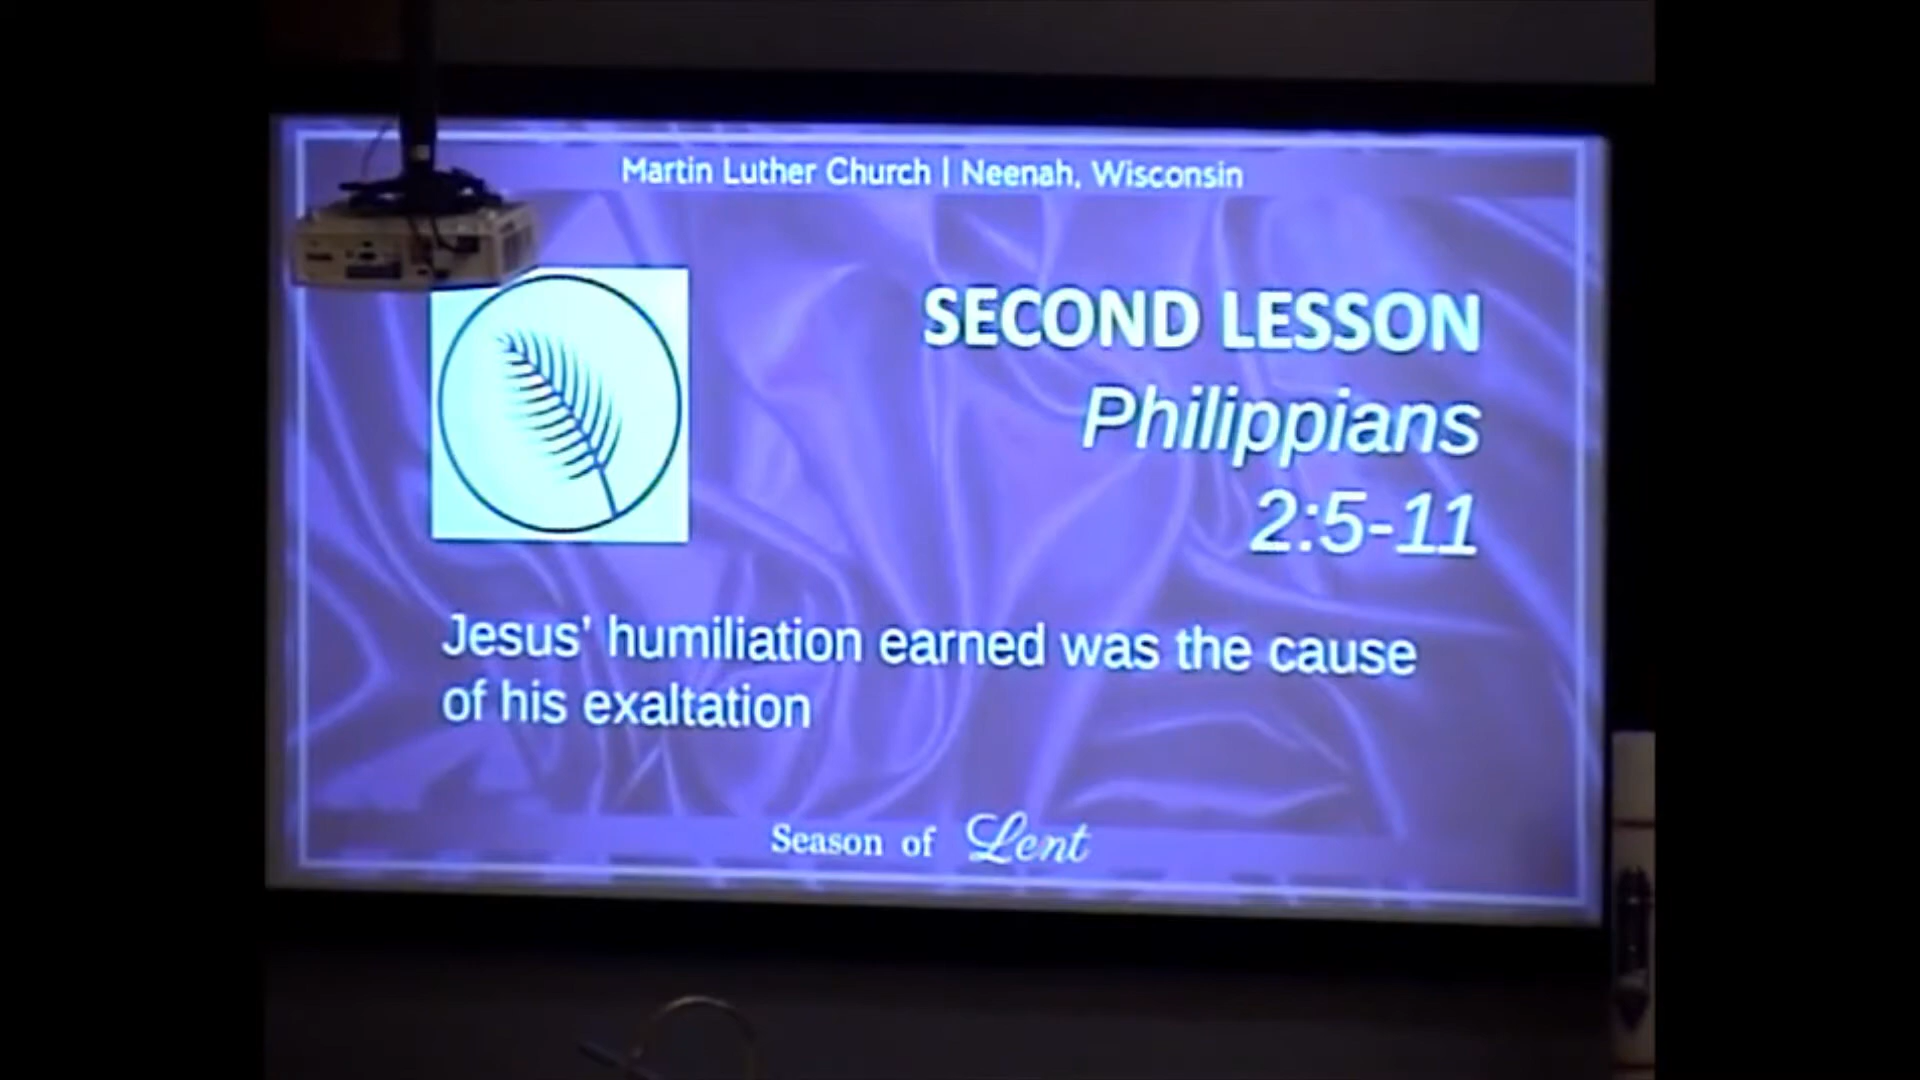 Martin Luther Church | Neenah, Wisconsin
SECOND LESSON
Philippians
2:5-11
Jesus' humiliation earned was the cause
of his exaltation
Season of Lent